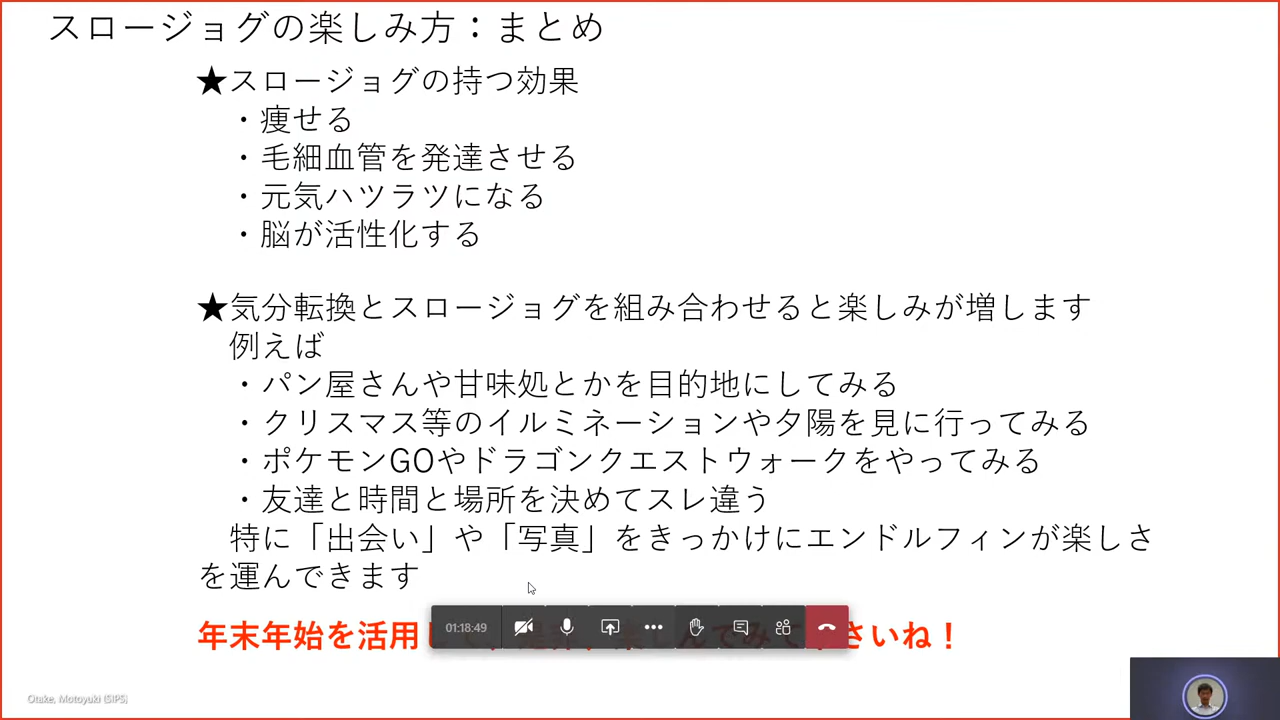 スロージョグの楽しみ方：まとめ
★スロージョグの持つ効果
・痩せる
・毛細血管を発達させる
・元気ハツラツになる
・脳が活性化する
★気分転換とスロージョグを組み合わせると楽しみが増します
例えば
・パン屋さんや甘味処とかを目的地にしてみる
・クリスマス等のイルミネーションや夕陽を見に行ってみる
・ポケモンGOやドラゴンクエストウォークをやってみる
・友達と時間と場所を決めてスレ違う
特に「出会い」や「写真」をきっかけにエンドルフィンが楽しさ
を運んできます
年末年始を活用 さいね！
01:18:49
Otake, Motoyuki (SIPS)